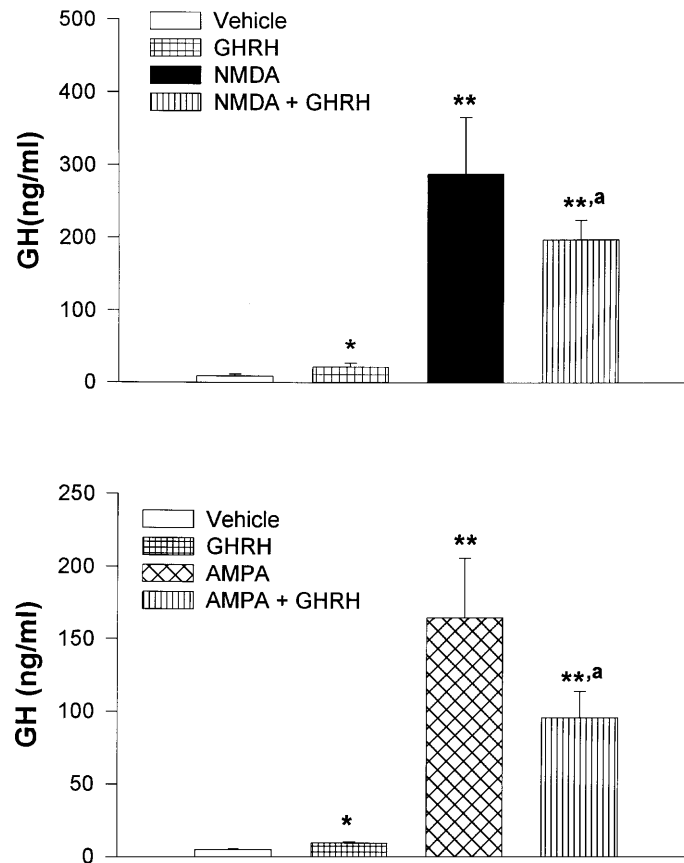 500
400
300
200
100
0
GH(ng/ml)
Vehicle
GHRH
NMDA
NMDA + GHRH
*
**
**,a
250
200
150
100
50
0
GH (ng/ml)
Vehicle
GHRH
AMPA
AMPA + GHRH
*
**
**,a